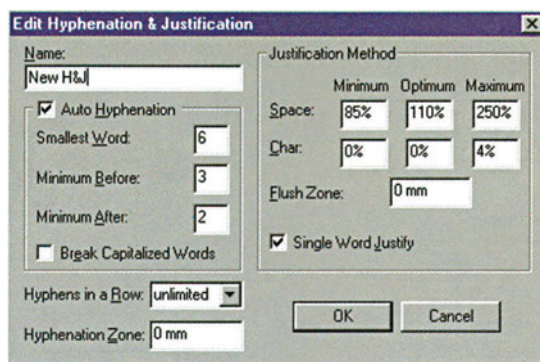 Edit Hyphenation & Justification
Name:
New H&J
Auto Hyphenation
Smallest Word: 6
Minimum Before: 3
Minimum After: 2
Break Capitalized Words
Hyphens in a Row: unlimited
Hyphenation Zone: 0 mm
Justification Method
Minimum Optimum Maximum
Space: 85% 110% 250%
Char: 0% 0% 4%
Flush Zone: 0 mm
Single Word Justify
OK Cancel